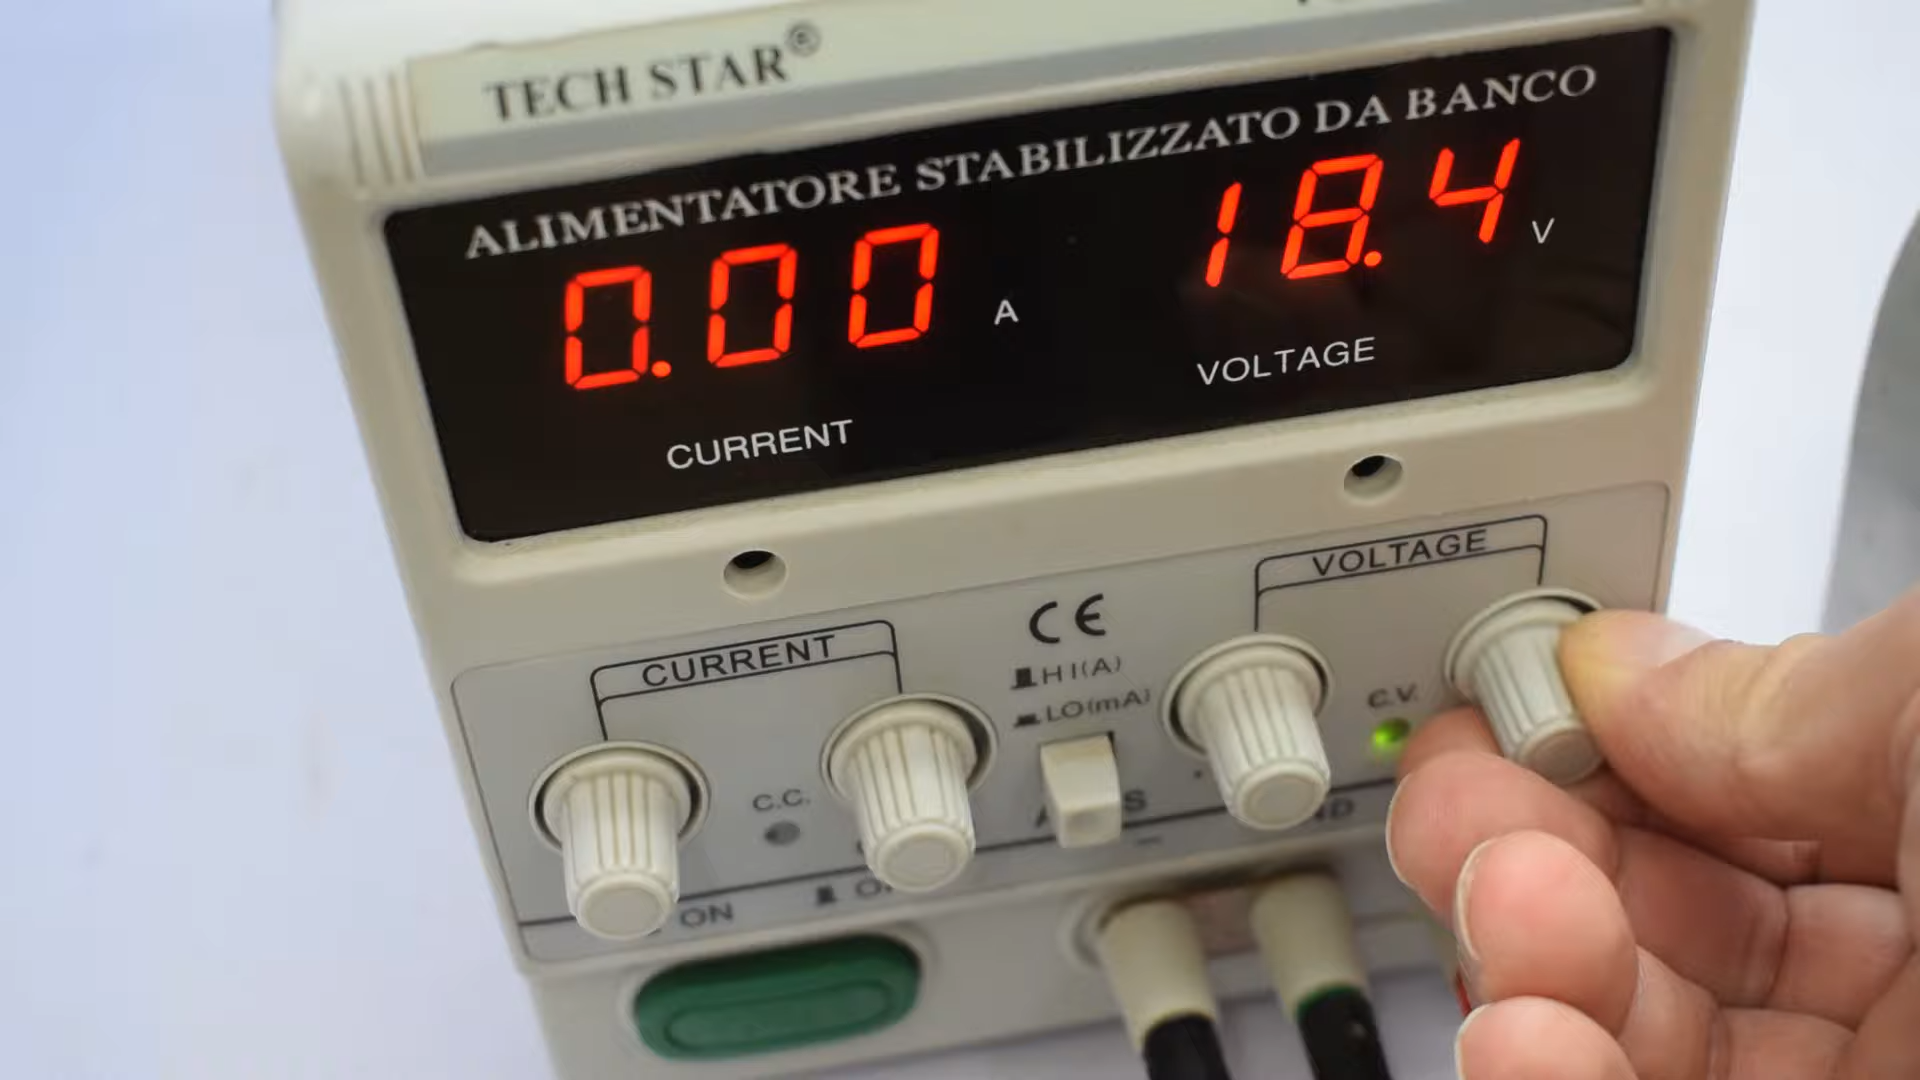 TECH STAR®
ALIMENTATORE STABILIZZATO DA BANCO
0.00 A
18.4 V
CURRENT
VOLTAGE
VOLTAGE
CURRENT
CE
HI(A)
LO(mA)
C.V.
C.C.
ON